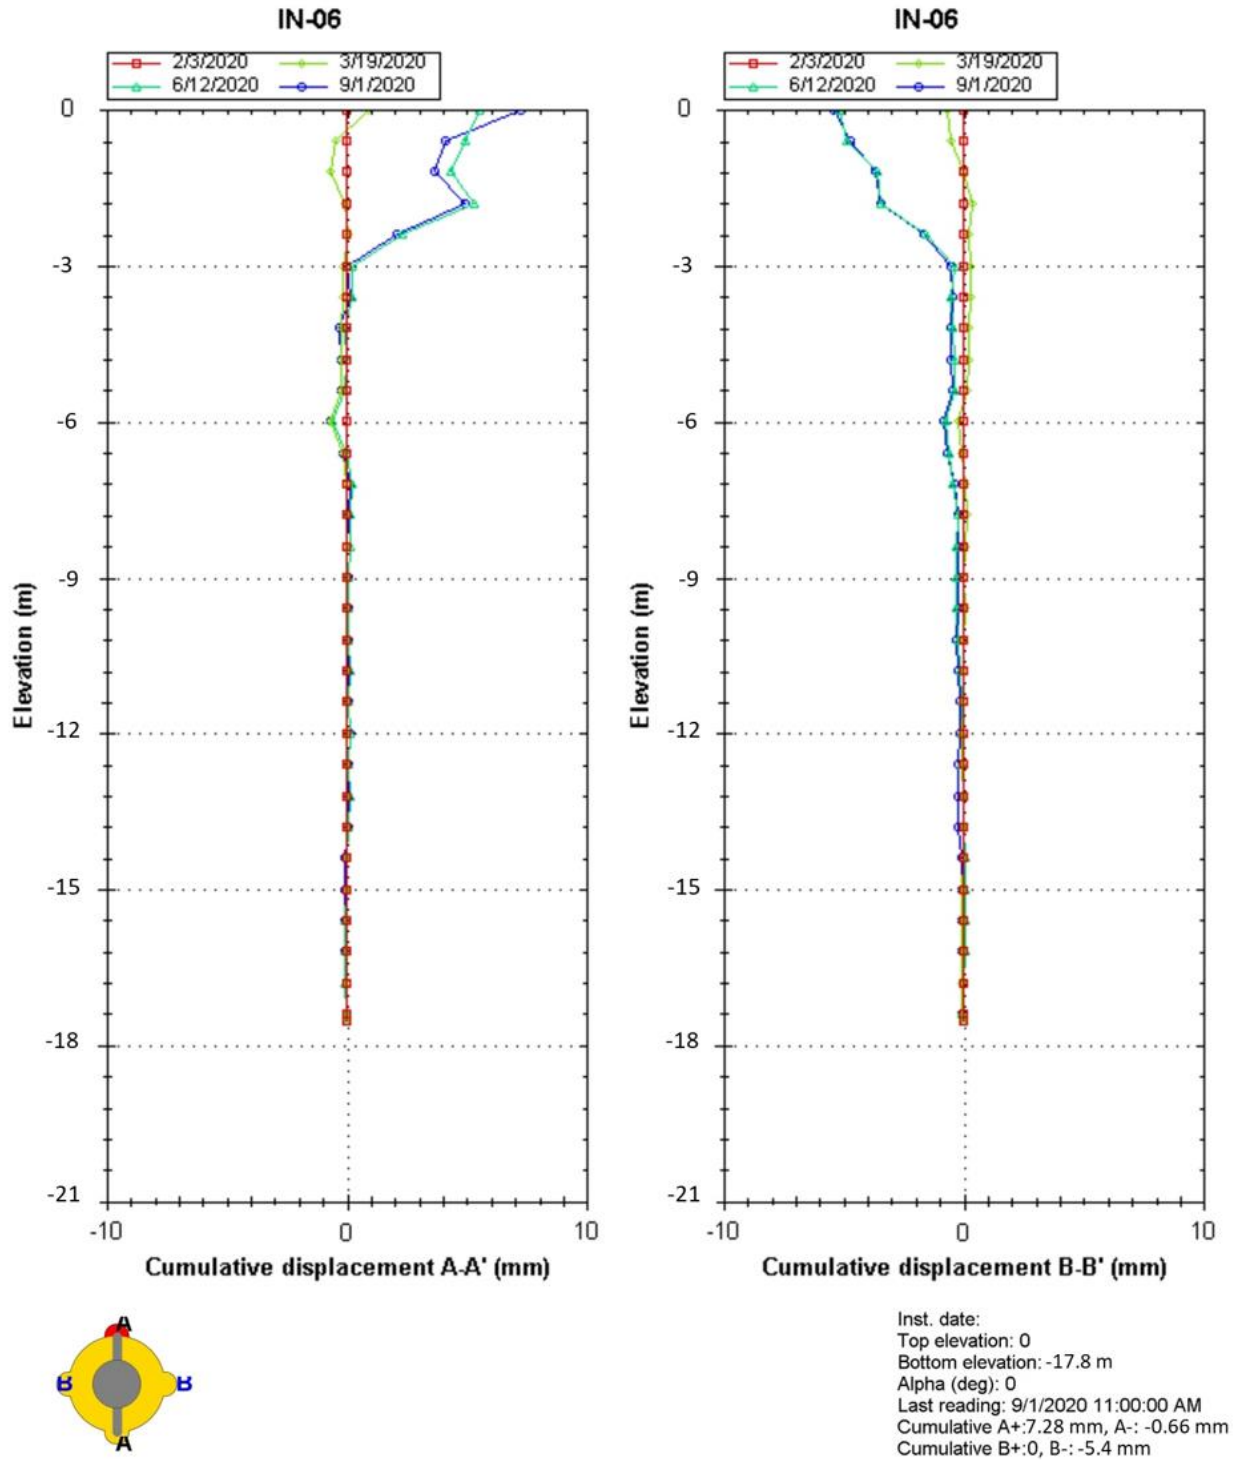 IN-06
2/3/2020 3/19/2020
6/12/2020 9/1/2020
0
-3
-6
-9
-12
-15
-18
-21
Elevation (m)
-10 0 10
Cumulative displacement A-A' (mm)
IN-06
2/3/2020 3/19/2020
6/12/2020 9/1/2020
0
-3
-6
-9
-12
-15
-18
-21
Elevation (m)
-10 0 10
Cumulative displacement B-B' (mm)
A
B B
A
Inst. date:
Top elevation: 0
Bottom elevation: -17.8 m
Alpha (deg): 0
Last reading: 9/1/2020 11:00:00 AM
Cumulative A+:7.28 mm, A-: -0.66 mm
Cumulative B+:0, B-: -5.4 mm